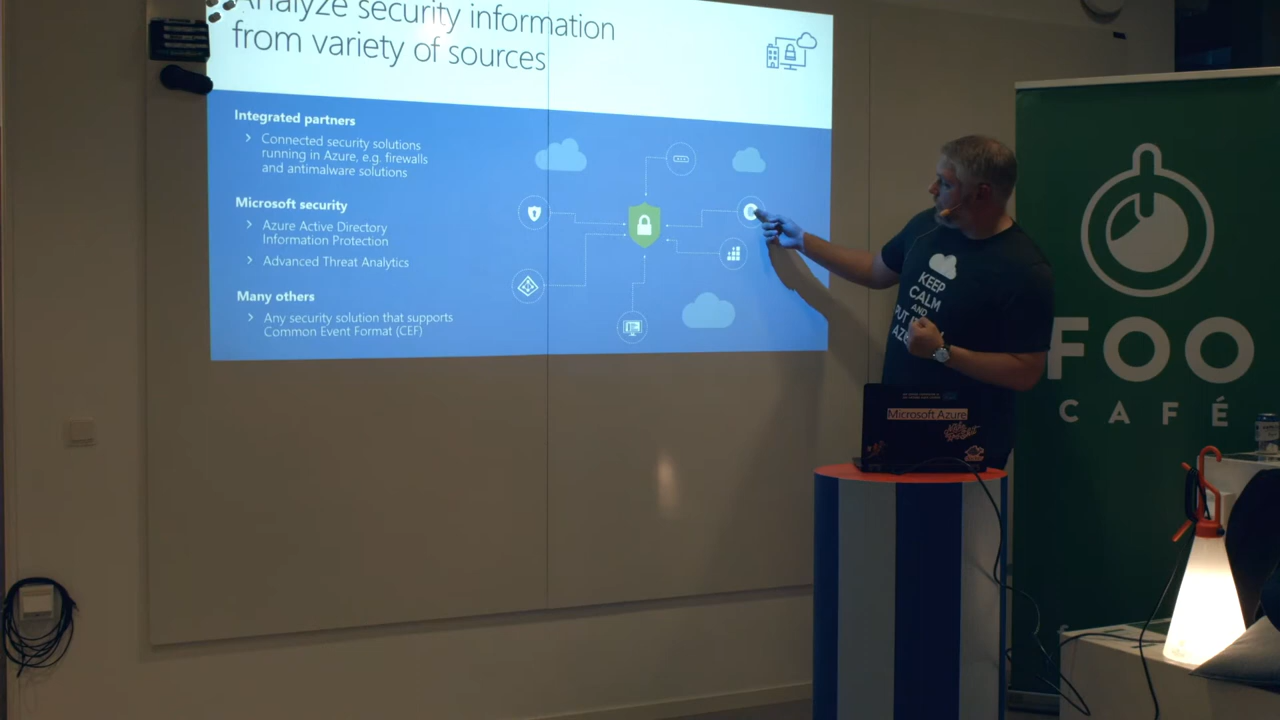 Analyze security information
from variety of sources
Integrated partners
Connected security solutions
running in Azure, e.g. firewalls
and antimalware solutions
Microsoft security
Azure Active Directory
Information Protection
Advanced Threat Analytics
Many others
Any security solution that supports
Common Event Format (CEF)
KEEP
CALM
AND
PUT
Microsoft Azure
FOO
CAFÉ